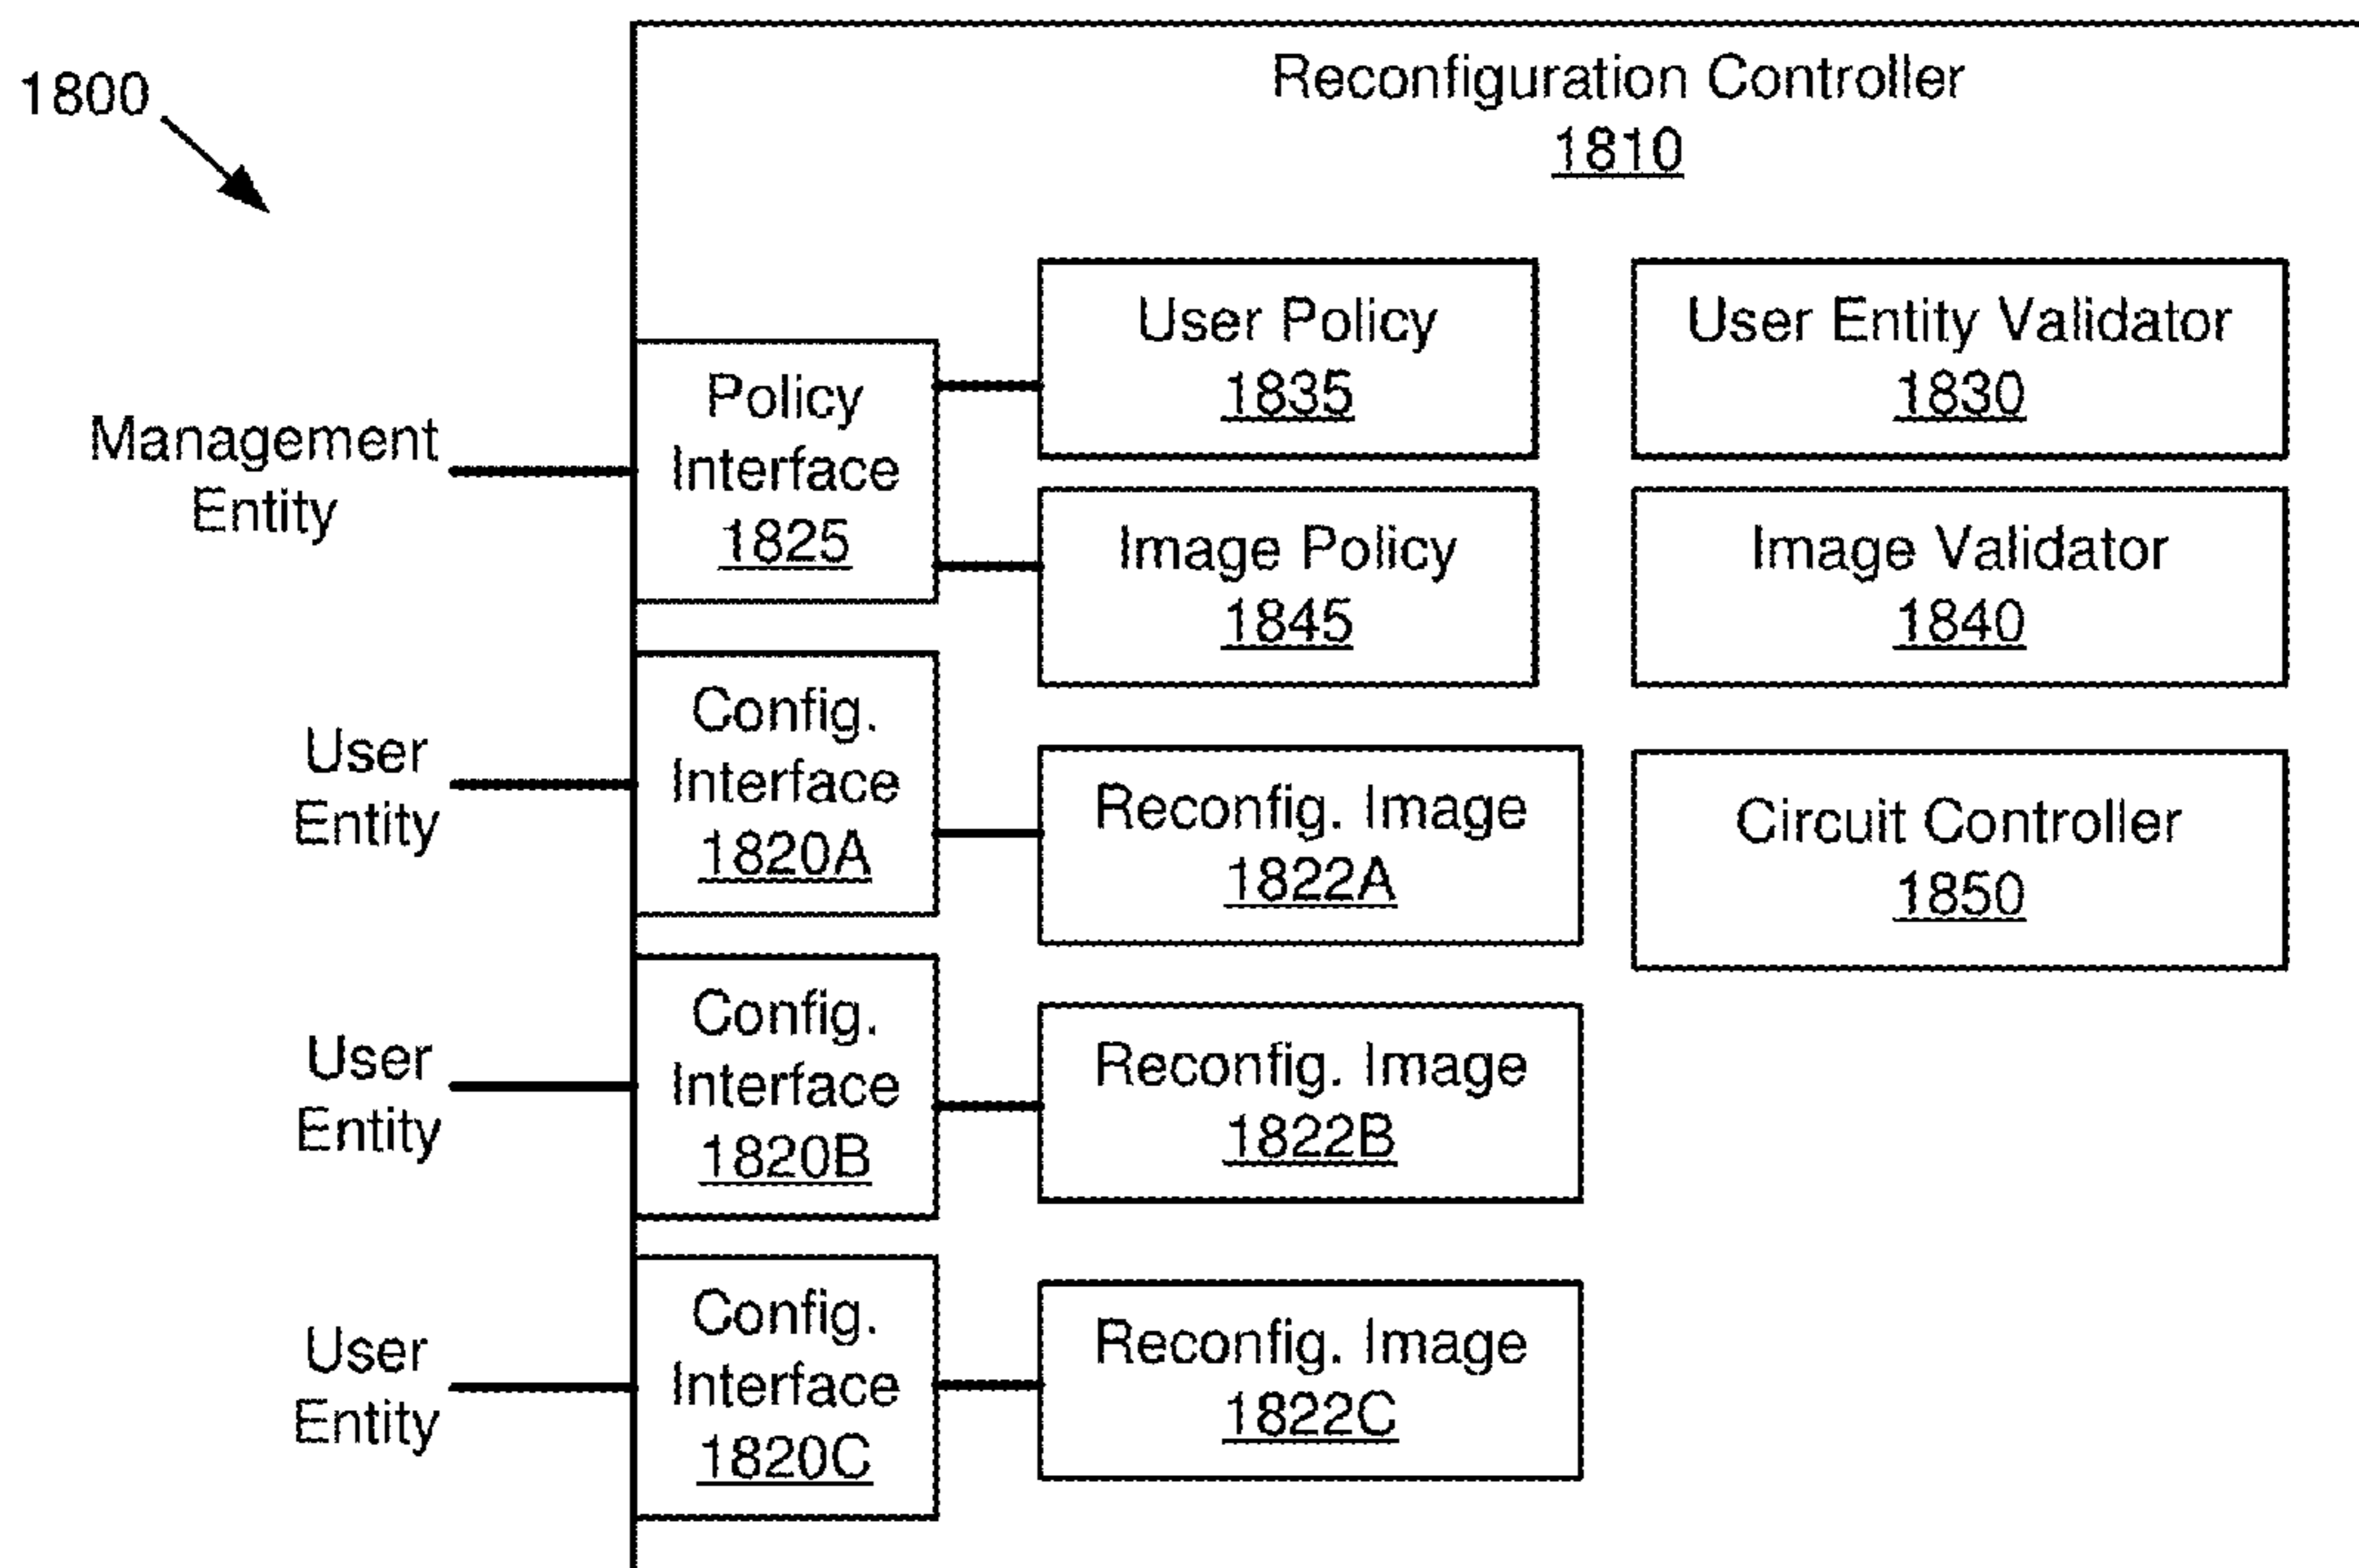 1800
Reconfiguration Controller
1810
Management
Entity
Policy
Interface
1825
User Policy
1835
User Entity Validator
1830
Image Policy
1845
Image Validator
1840
User
Entity
Config.
Interface
1820A
Reconfig. Image
1822A
Circuit Controller
1850
User
Entity
Config.
Interface
1820B
Reconfig. Image
1822B
User
Entity
Config.
Interface
1820C
Reconfig. Image
1822C